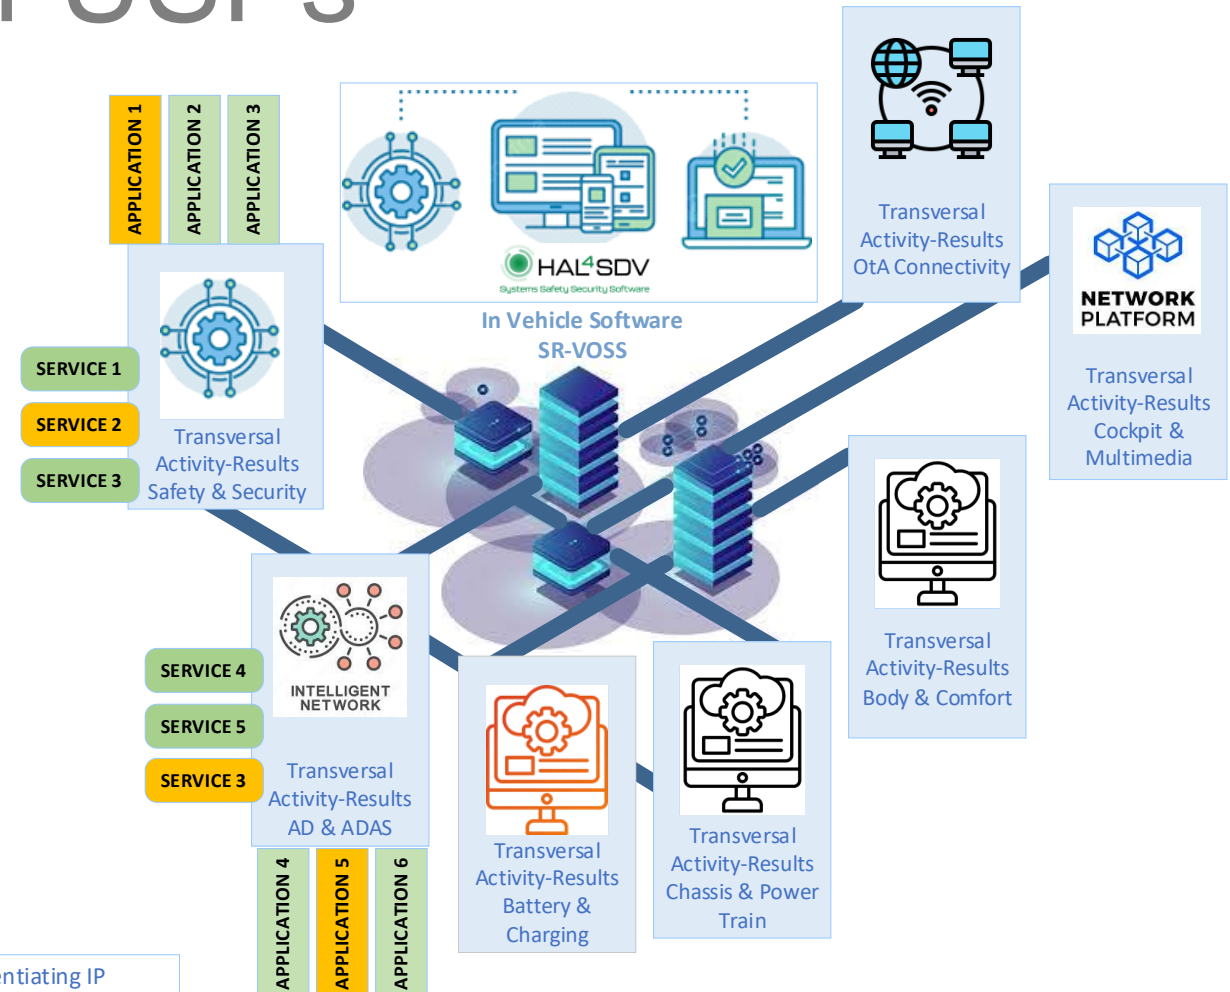 APPLICATION 1
APPLICATION 2
APPLICATION 3
HAL4SDV
Systems Safety Security Software
In Vehicle Software
SR-VOSS
Transversal
Activity-Results
OtA Connectivity
NETWORK
PLATFORM
Transversal
Activity-Results
Cockpit &
Multimedia
SERVICE 1
SERVICE 2
SERVICE 3
Transversal
Activity-Results
Safety & Security
Transversal
Activity-Results
Body & Comfort
INTELLIGENT
NETWORK
SERVICE 4
SERVICE 5
SERVICE 3
Transversal
Activity-Results
AD & ADAS
Transversal
Activity-Results
Battery &
Charging
Transversal
Activity-Results
Chassis & Power
Train
APPLICATION 4
APPLICATION 5
APPLICATION 6
entiating IP